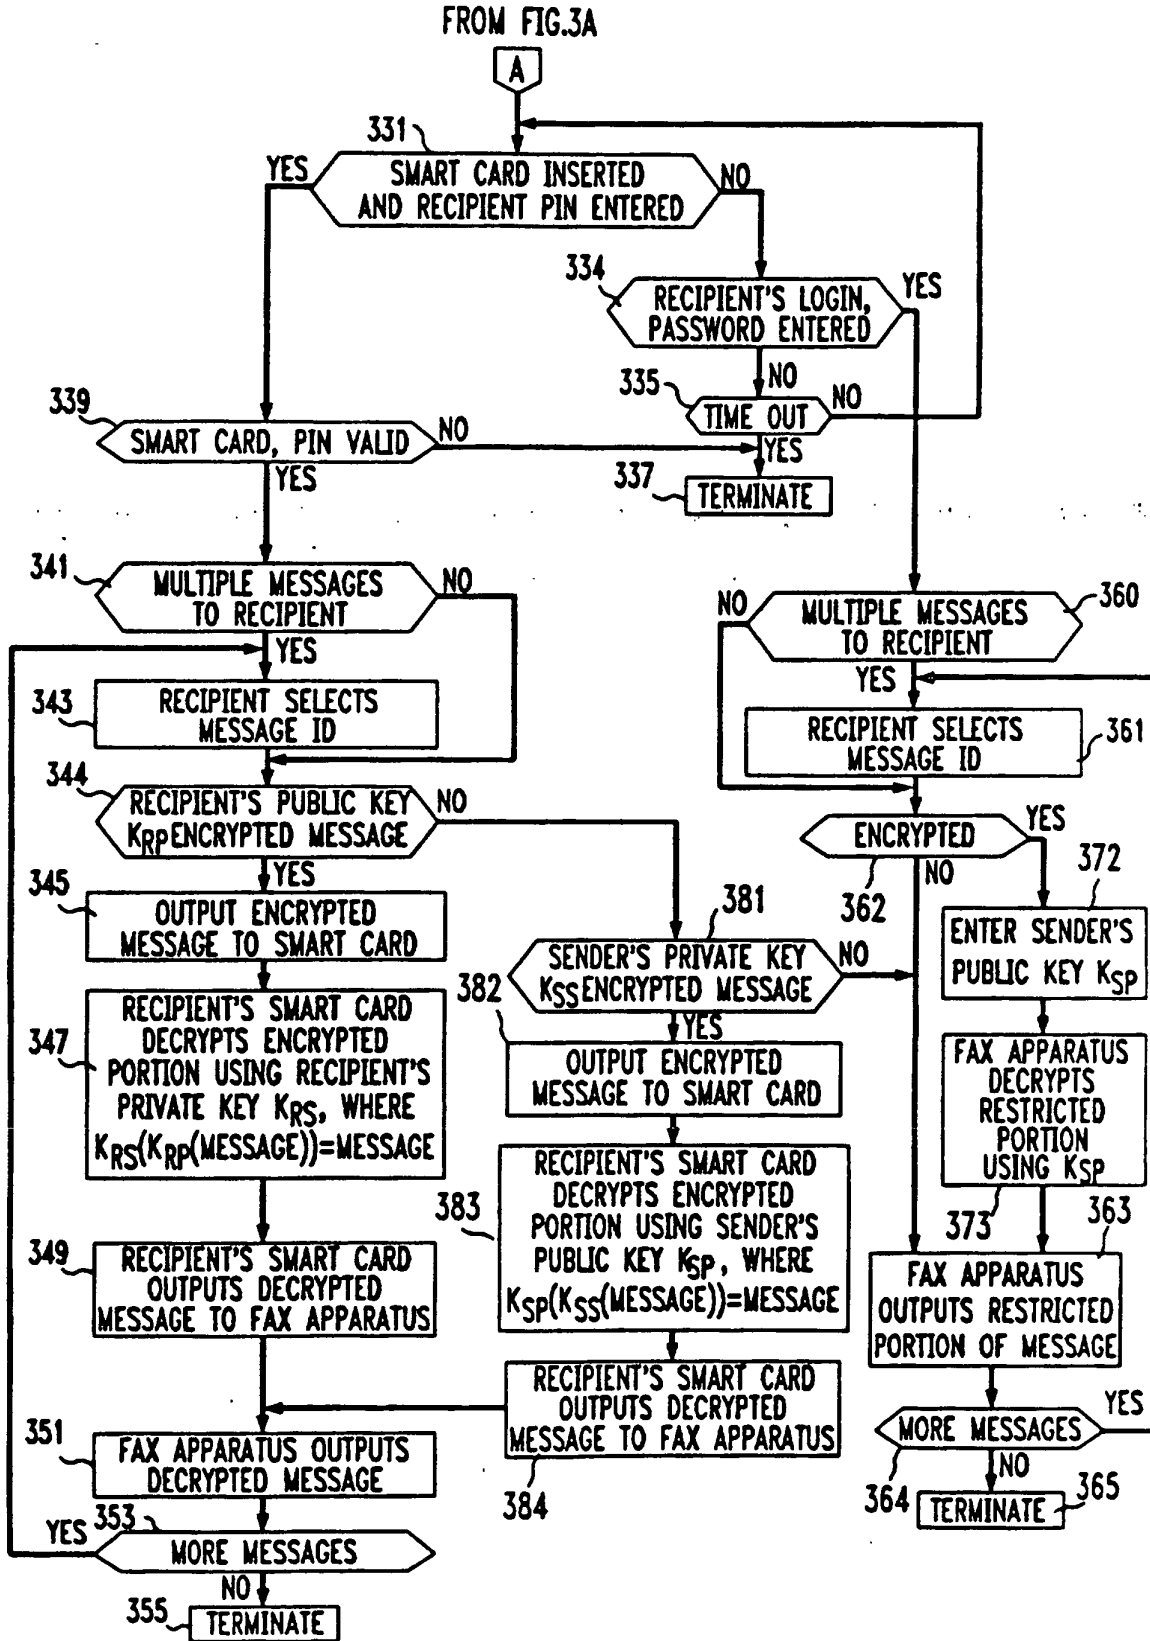 FROM FIG.3A
A
331
YES
SMART CARD INSERTED
AND RECIPIENT PIN ENTERED
NO
334
RECIPIENT'S LOGIN,
PASSWORD ENTERED
YES
NO
335
TIME OUT
NO
YES
337
TERMINATE
339
SMART CARD, PIN VALID
NO
YES
341
MULTIPLE MESSAGES
TO RECIPIENT
NO
YES
343
RECIPIENT SELECTS
MESSAGE ID
344
RECIPIENT'S PUBLIC KEY
KRP ENCRYPTED MESSAGE
NO
YES
345
OUTPUT ENCRYPTED
MESSAGE TO SMART CARD
347
RECIPIENT'S SMART CARD
DECRYPTS ENCRYPTED
PORTION USING RECIPIENT'S
PRIVATE KEY KRS, WHERE
KRS(KRP(MESSAGE))=MESSAGE
349
RECIPIENT'S SMART CARD
OUTPUTS DECRYPTED
MESSAGE TO FAX APPARATUS
351
FAX APPARATUS OUTPUTS
DECRYPTED MESSAGE
YES
353
MORE MESSAGES
NO
355
TERMINATE
381
SENDER'S PRIVATE KEY
KSS ENCRYPTED MESSAGE
NO
YES
382
OUTPUT ENCRYPTED
MESSAGE TO SMART CARD
383
RECIPIENT'S SMART CARD
DECRYPTS ENCRYPTED
PORTION USING SENDER'S
PUBLIC KEY KSP, WHERE
KSP(KSS(MESSAGE))=MESSAGE
RECIPIENT'S SMART CARD
OUTPUTS DECRYPTED
MESSAGE TO FAX APPARATUS
384
NO
MULTIPLE MESSAGES
TO RECIPIENT
360
YES
RECIPIENT SELECTS
MESSAGE ID
361
ENCRYPTED
YES
NO
362
372
ENTER SENDER'S
PUBLIC KEY KSP
FAX APPARATUS
DECRYPTS
RESTRICTED
PORTION
USING KSP
373
363
FAX APPARATUS
OUTPUTS RESTRICTED
PORTION OF MESSAGE
MORE MESSAGES
YES
364
NO
TERMINATE
365